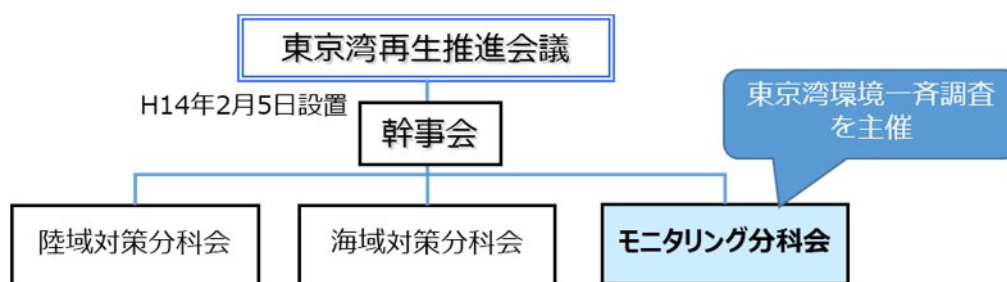 東京湾再生推進会議
H14年2月5日設置
幹事会
東京湾環境一斉調査
を主催
陸域対策分科会
海域対策分科会
モニタリング分科会